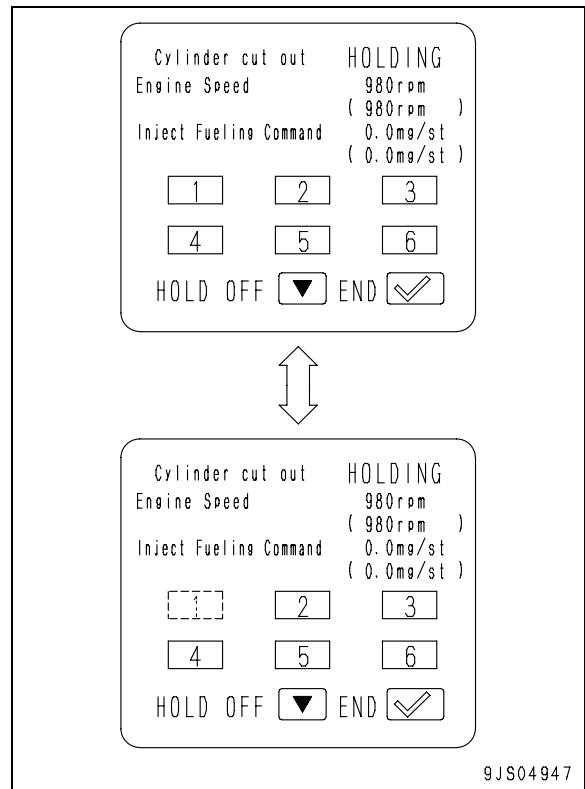 Cylinder cut out HOLDING
Engine Speed 980rpm
( 980rpm )
Inject Fueling Command 0.0mg/st
( 0.0mg/st )
1 2 3
4 5 6
HOLD OFF ▼ END ✓
Cylinder cut out HOLDING
Engine Speed 980rpm
( 980rpm )
Inject Fueling Command 0.0mg/st
( 0.0mg/st )
1 2 3
4 5 6
HOLD OFF ▼ END ✓
9JS04947